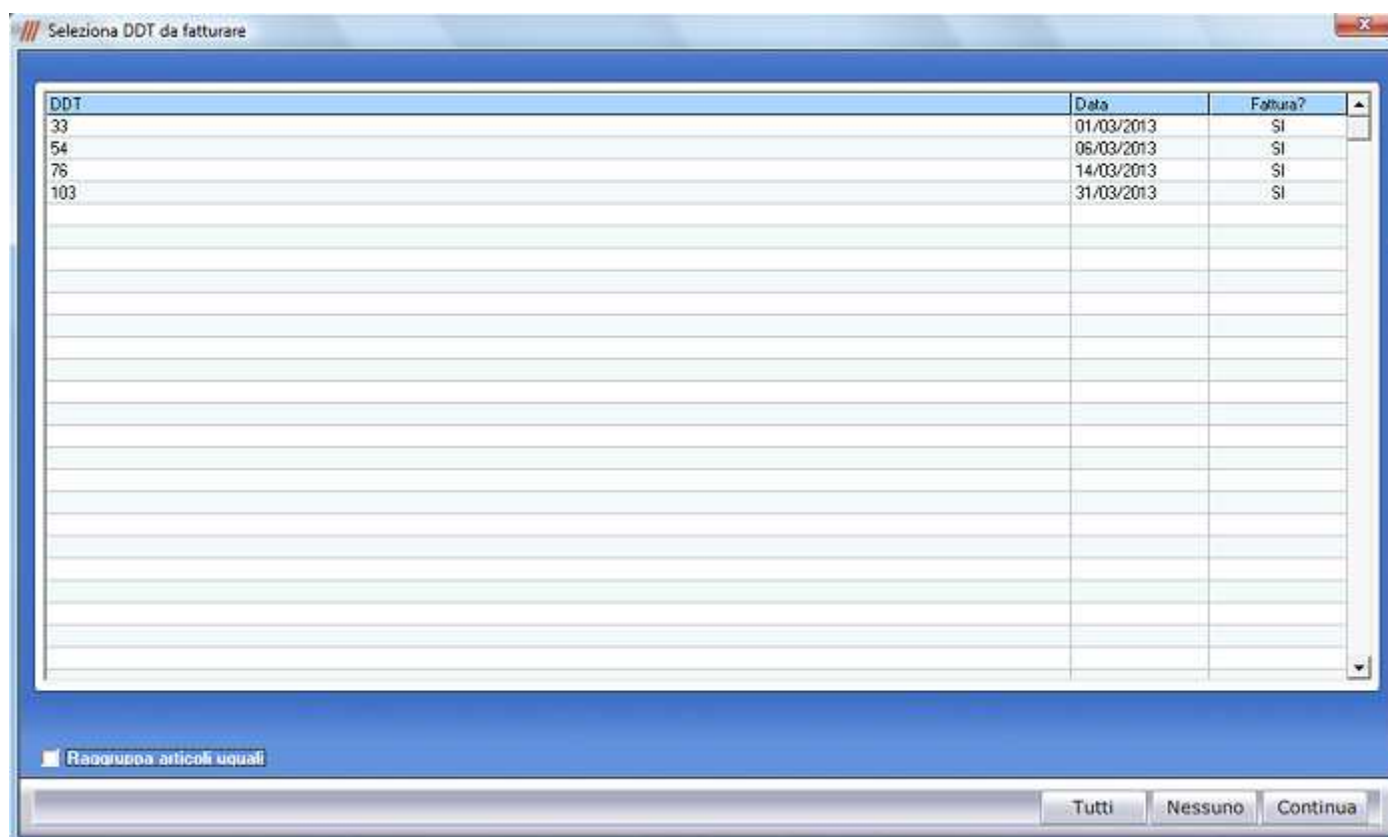 Seleziona DDT da fatturare
DDT Data Fattura?
33 01/03/2013 SI
54 06/03/2013 SI
76 14/03/2013 SI
103 31/03/2013 SI
Raggruppa articoli uguali
Tutti Nessuno Continua